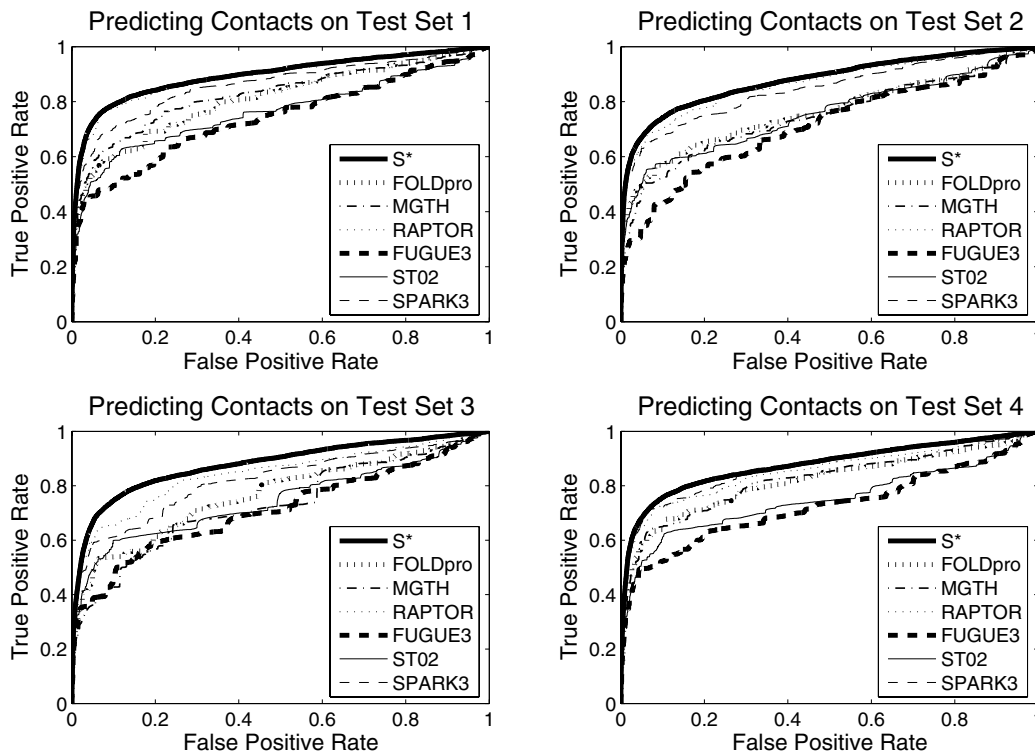 Predicting Contacts on Test Set 1
1
0.8
0.6
0.4
0.2
0
True Positive Rate
S*
FOLDpro
MGTH
RAPTOR
FUGUE3
ST02
SPARK3
0 0.2 0.4 0.6 0.8 1
False Positive Rate
Predicting Contacts on Test Set 2
1
0.8
0.6
0.4
0.2
0
True Positive Rate
S*
FOLDpro
MGTH
RAPTOR
FUGUE3
ST02
SPARK3
0 0.2 0.4 0.6 0.8 1
False Positive Rate
Predicting Contacts on Test Set 3
1
0.8
0.6
0.4
0.2
0
True Positive Rate
S*
FOLDpro
MGTH
RAPTOR
FUGUE3
ST02
SPARK3
0 0.2 0.4 0.6 0.8 1
False Positive Rate
Predicting Contacts on Test Set 4
1
0.8
0.6
0.4
0.2
0
True Positive Rate
S*
FOLDpro
MGTH
RAPTOR
FUGUE3
ST02
SPARK3
0 0.2 0.4 0.6 0.8 1
False Positive Rate